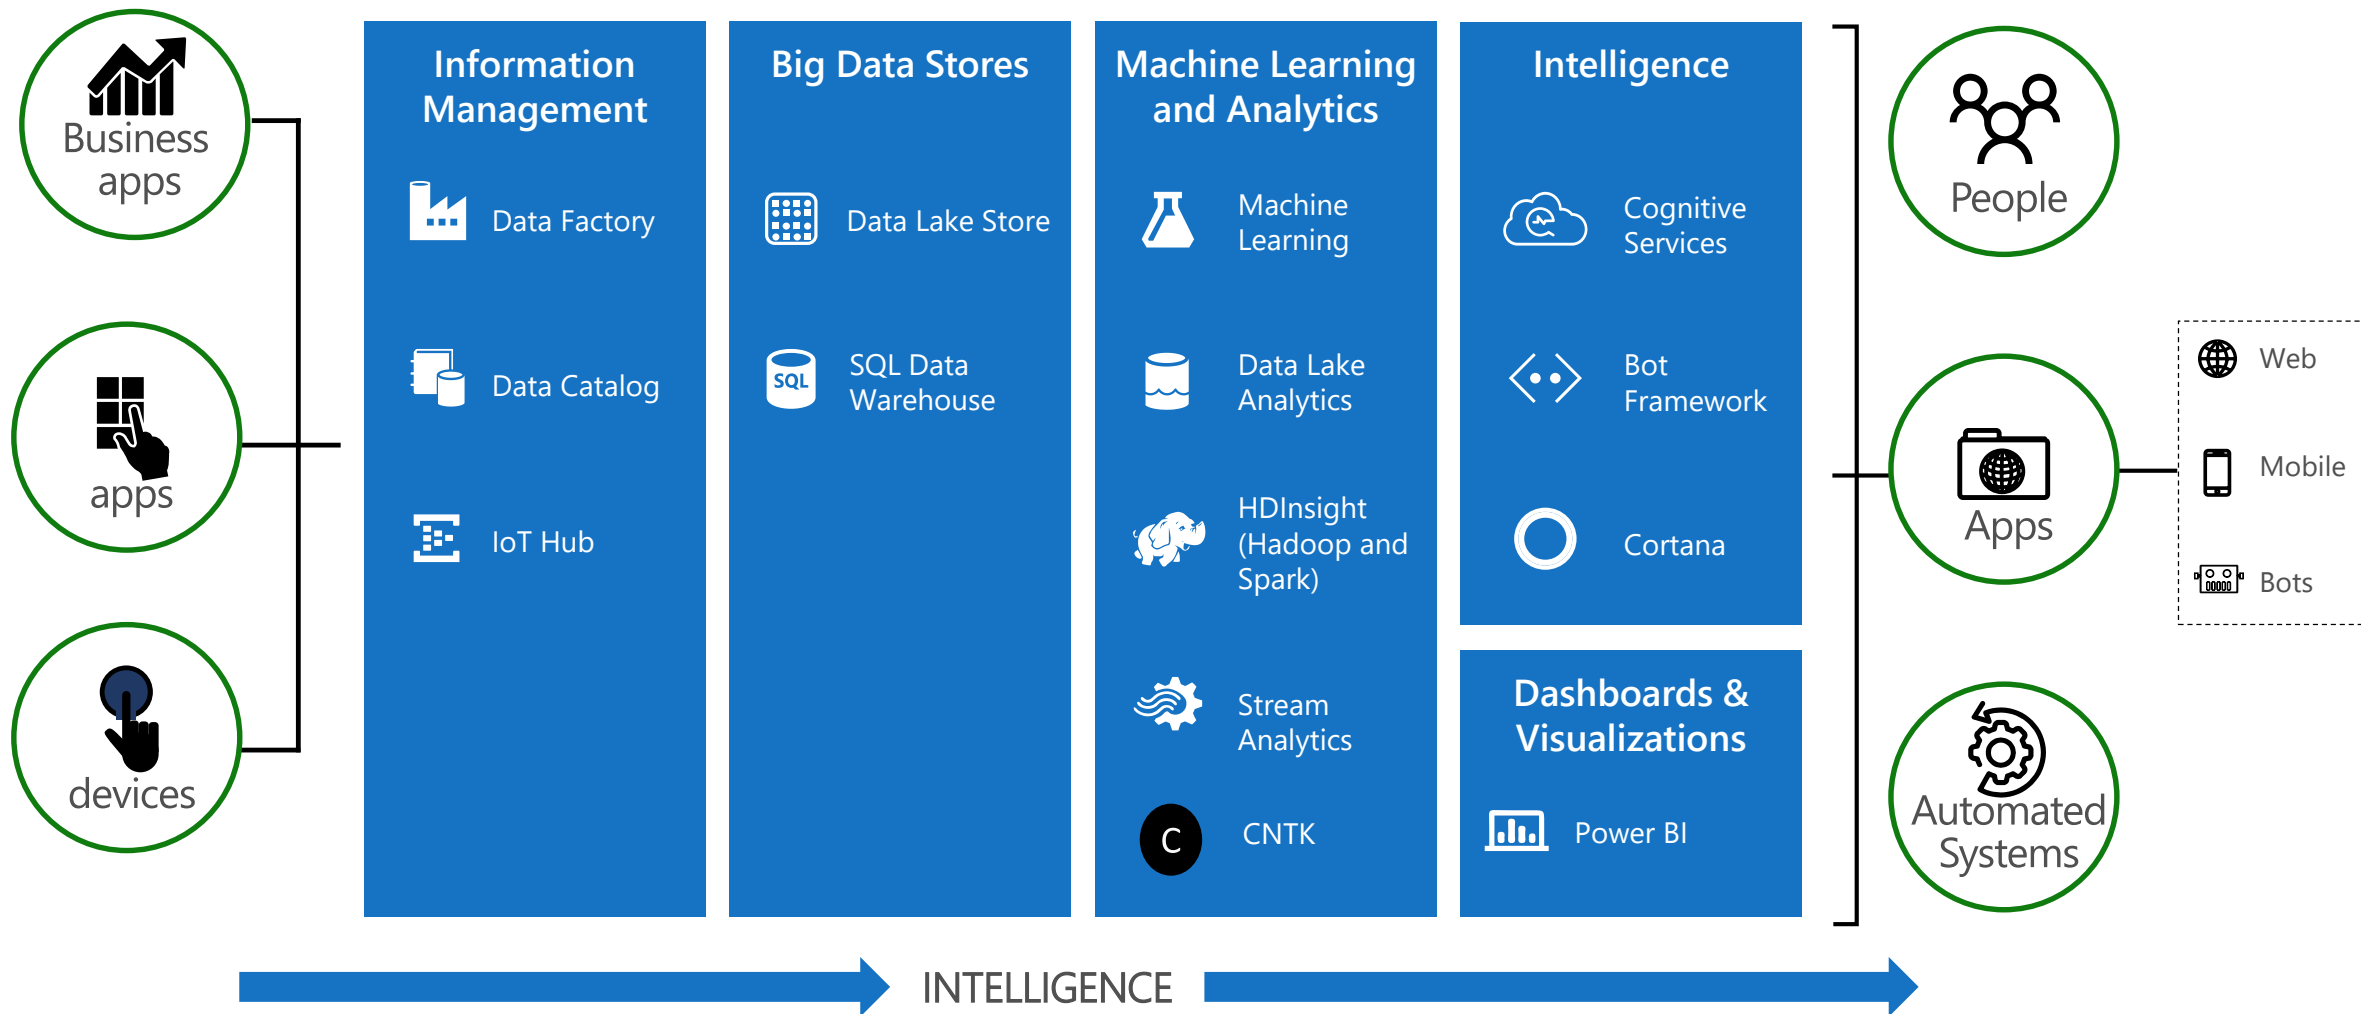 Business
apps
apps
devices
Information
Management
Data Factory
Data Catalog
IoT Hub
Big Data Stores
Data Lake Store
SQL
SQL Data
Warehouse
Machine Learning
and Analytics
Machine
Learning
Data Lake
Analytics
HDInsight
(Hadoop and
Spark)
Stream
Analytics
C
CNTK
Intelligence
Cognitive
Services
Bot
Framework
Cortana
Dashboards &
Visualizations
Power BI
People
Apps
Automated
Systems
Web
Mobile
Bots
INTELLIGENCE